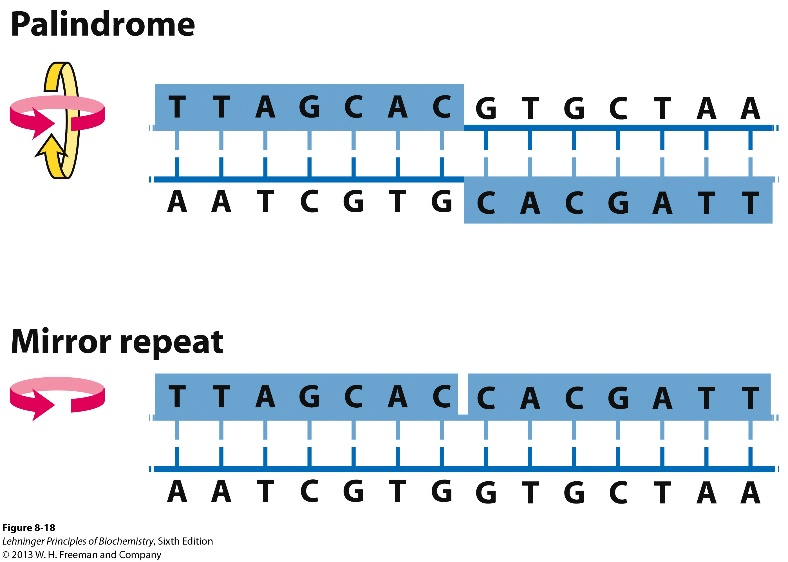 Palindrome
T T A G C A C G T G C T A A
A A T C G T G C A C G A T T
Mirror repeat
T T A G C A C C A C G A T T
A A T C G T G G T G C T A A
Figure 8-18
Lehninger Principles of Biochemistry, Sixth Edition
© 2013 W. H. Freeman and Company